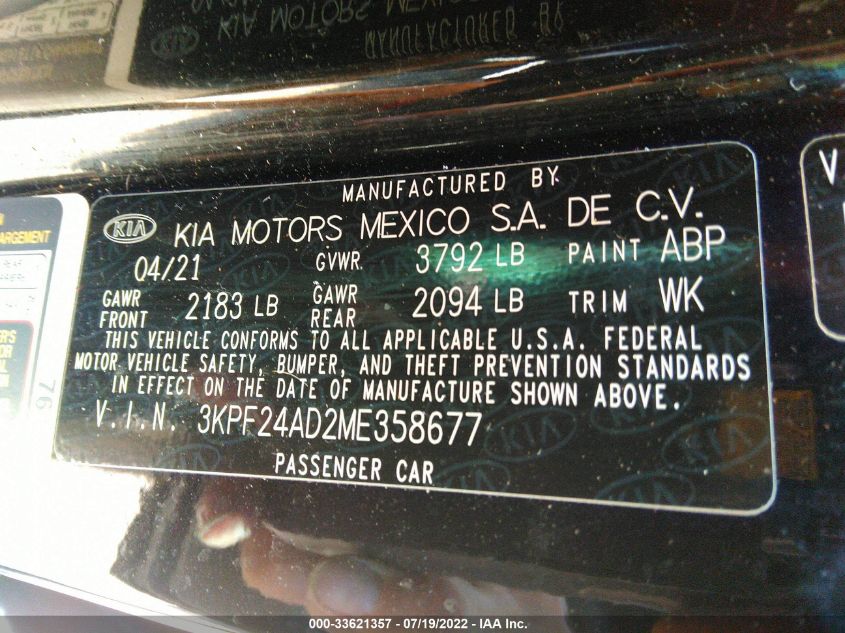 MANUFACTURED BY
KIA KIA MOTORS MEXICO S.A. DE C.V.
04/21 GVWR 3792 LB PAINT ABP
GAWR FRONT 2183 LB GAWR REAR 2094 LB TRIM WK
THIS VEHICLE CONFORMS TO ALL APPLICABLE U.S.A. FEDERAL
MOTOR VEHICLE SAFETY, BUMPER, AND THEFT PREVENTION STANDARDS
IN EFFECT ON THE DATE OF MANUFACTURE SHOWN ABOVE.
V.I.N. 3KPF24AD2ME358677
PASSENGER CAR
76
000-33621357 - 07/19/2022 - IAA Inc.